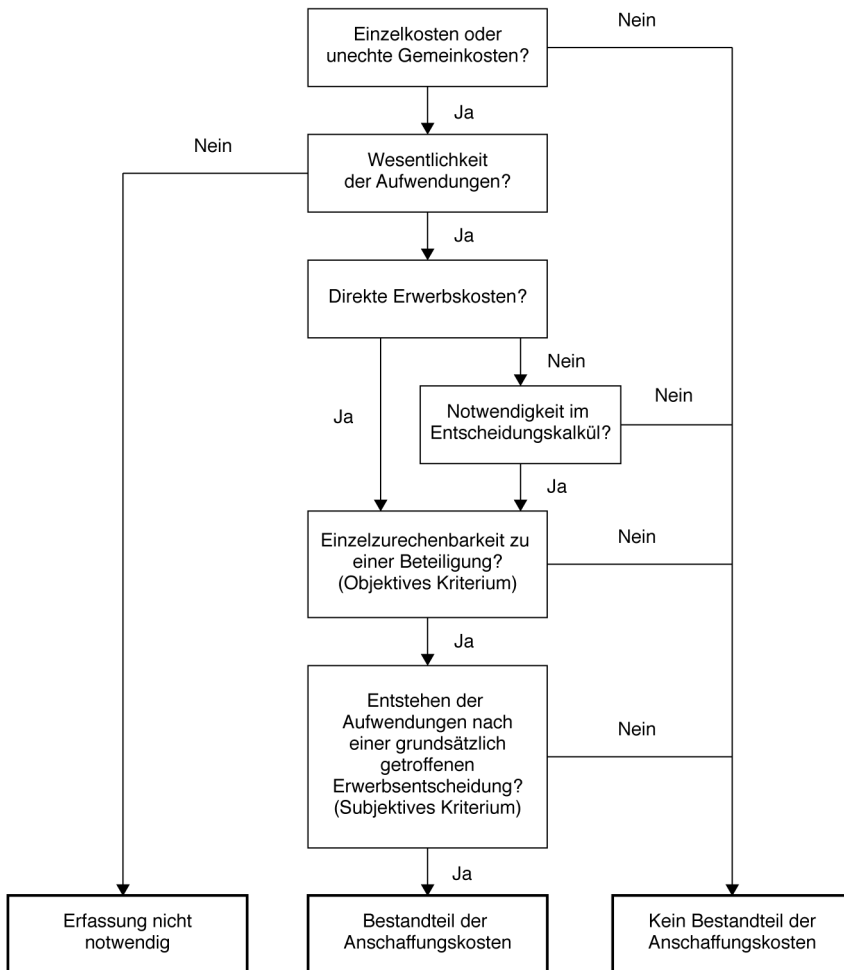 Einzelkosten oder
unechte Gemeinkosten?
Nein
Ja
Nein
Wesentlichkeit
der Aufwendungen?
Ja
Direkte Erwerbskosten?
Nein
Ja
Notwendigkeit im
Entscheidungskalkül?
Nein
Ja
Einzelzurechenbarkeit zu
einer Beteiligung?
(Objektives Kriterium)
Nein
Ja
Entstehen der
Aufwendungen nach
einer grundsätzlich
getroffenen
Erwerbsentscheidung?
(Subjektives Kriterium)
Nein
Ja
Erfassung nicht
notwendig
Bestandteil der
Anschaffungskosten
Kein Bestandteil der
Anschaffungskosten